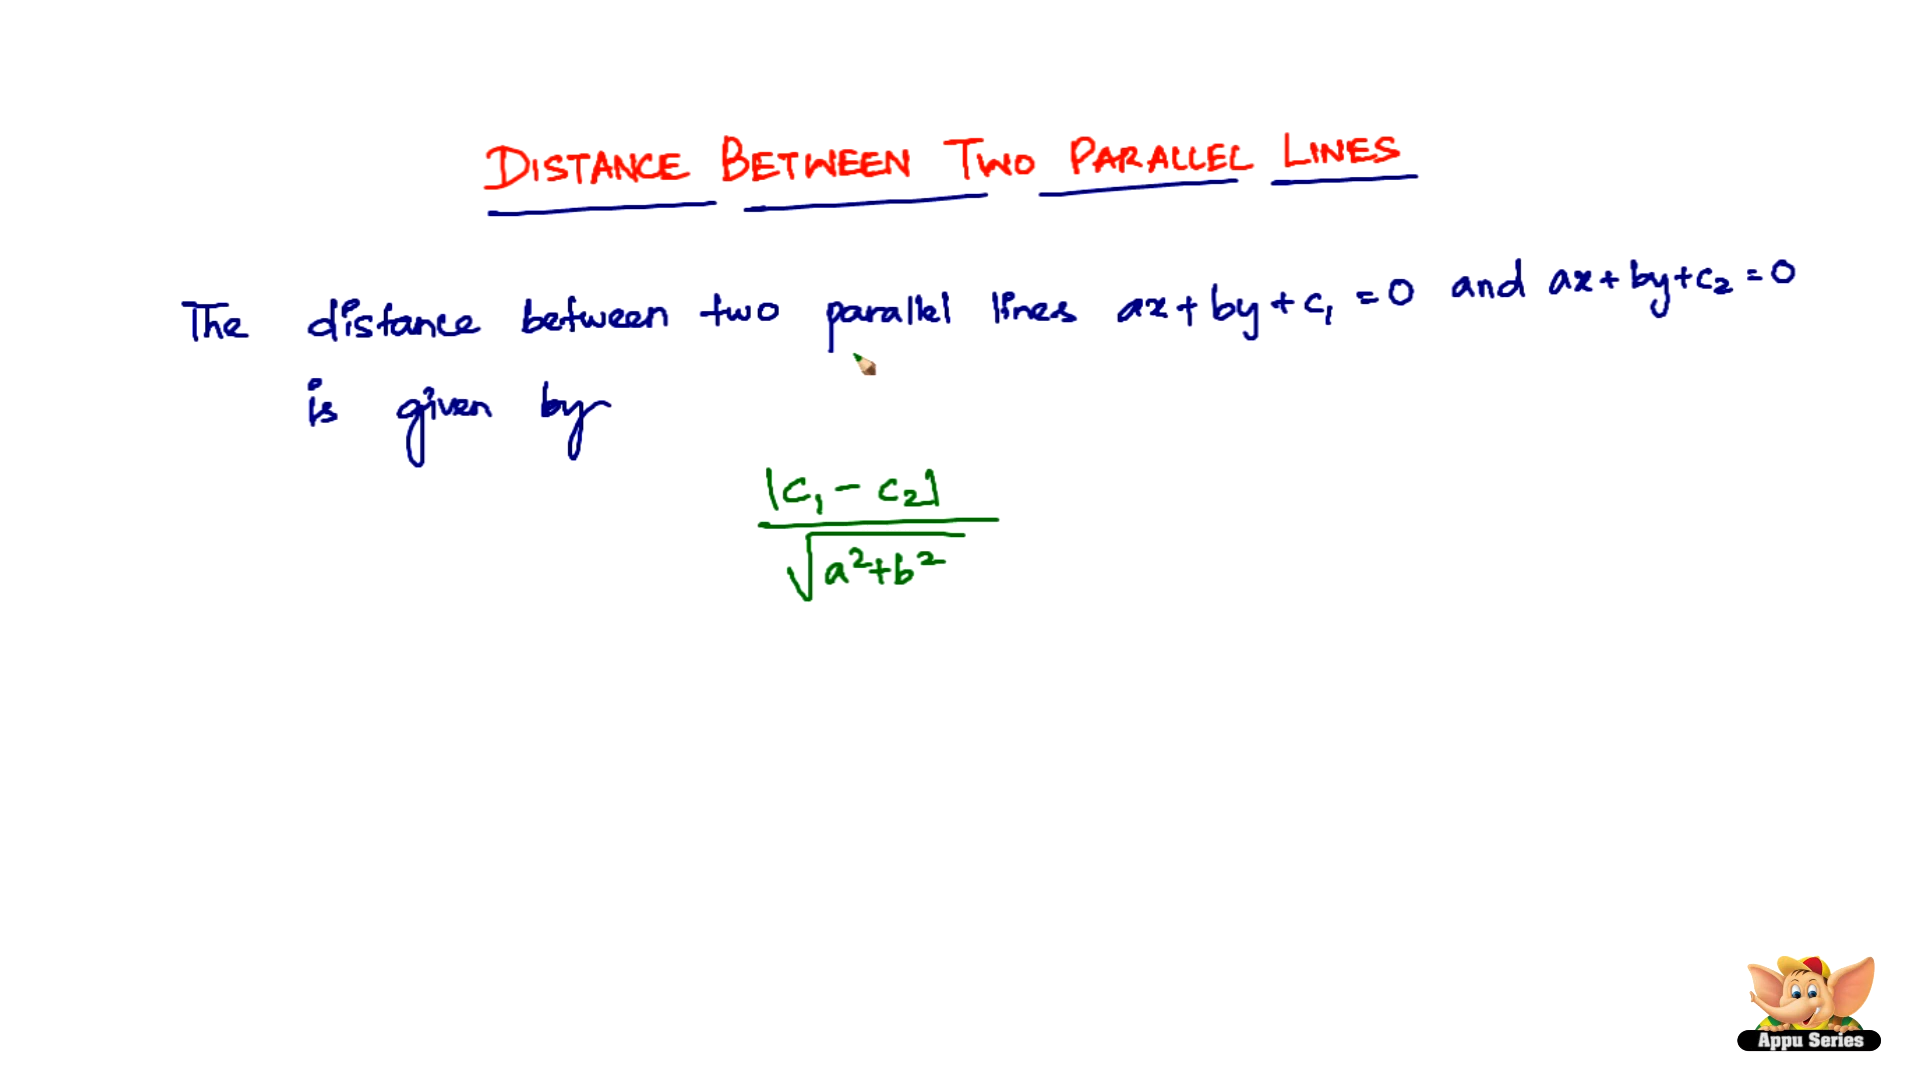 DISTANCE BETWEEN TWO PARALLEL LINES
The distance between two parallel lines ax + by + c₁ = 0 and ax + by + c₂ = 0
is given by
|c₁ - c₂|
√a² + b²
Appu Series